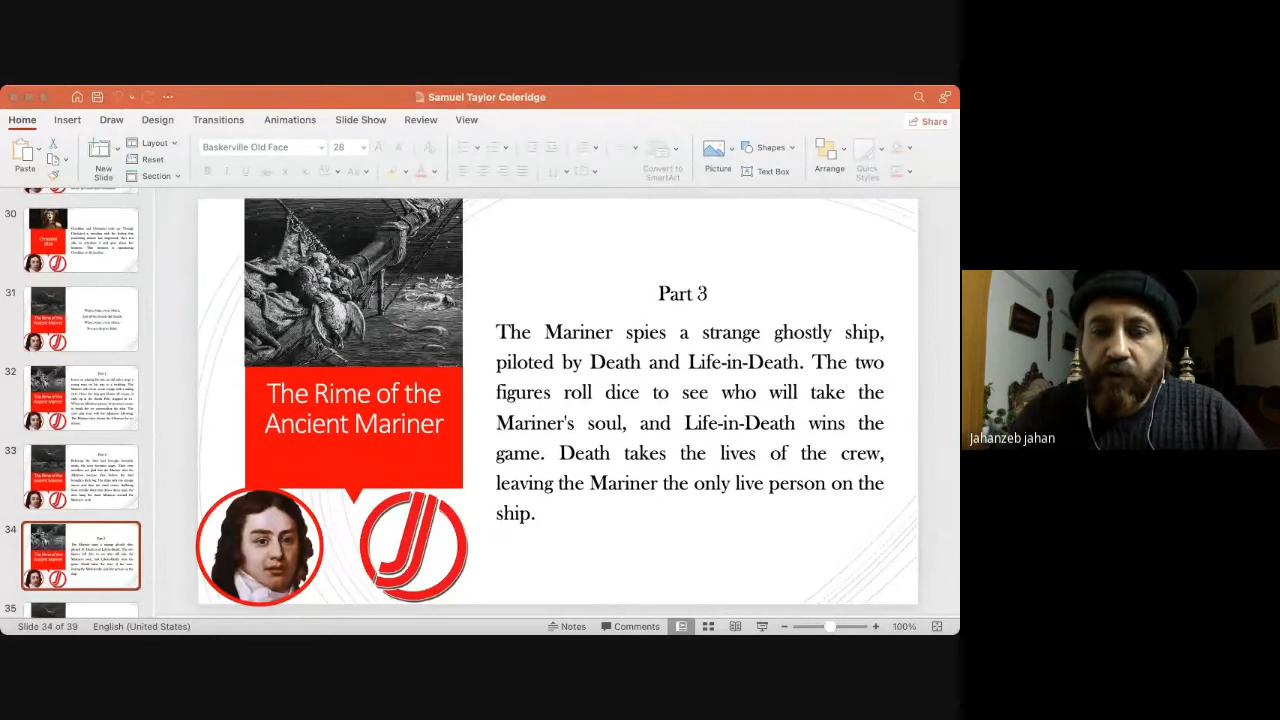 Samuel Taylor Coleridge
Home Insert Draw Design Transitions Animations Slide Show Review View Share
Paste
New
Slide
Layout
Reset
Section
Baskerville Old Face 28
Convert to
SmartArt
Picture
Shapes
Text Box
Arrange
Quick
Styles
30
31
32
33
34
35
Part 3
The Mariner spies a strange ghostly ship,
piloted by Death and Life-in-Death. The two
figures roll dice to see who will take the
Mariner's soul, and Life-in-Death wins the
game. Death takes the lives of the crew,
leaving the Mariner the only live person on the
ship.
The Rime of the
Ancient Mariner
Jahanzeb jahan
Slide 34 of 39 English (United States) Notes Comments 100%